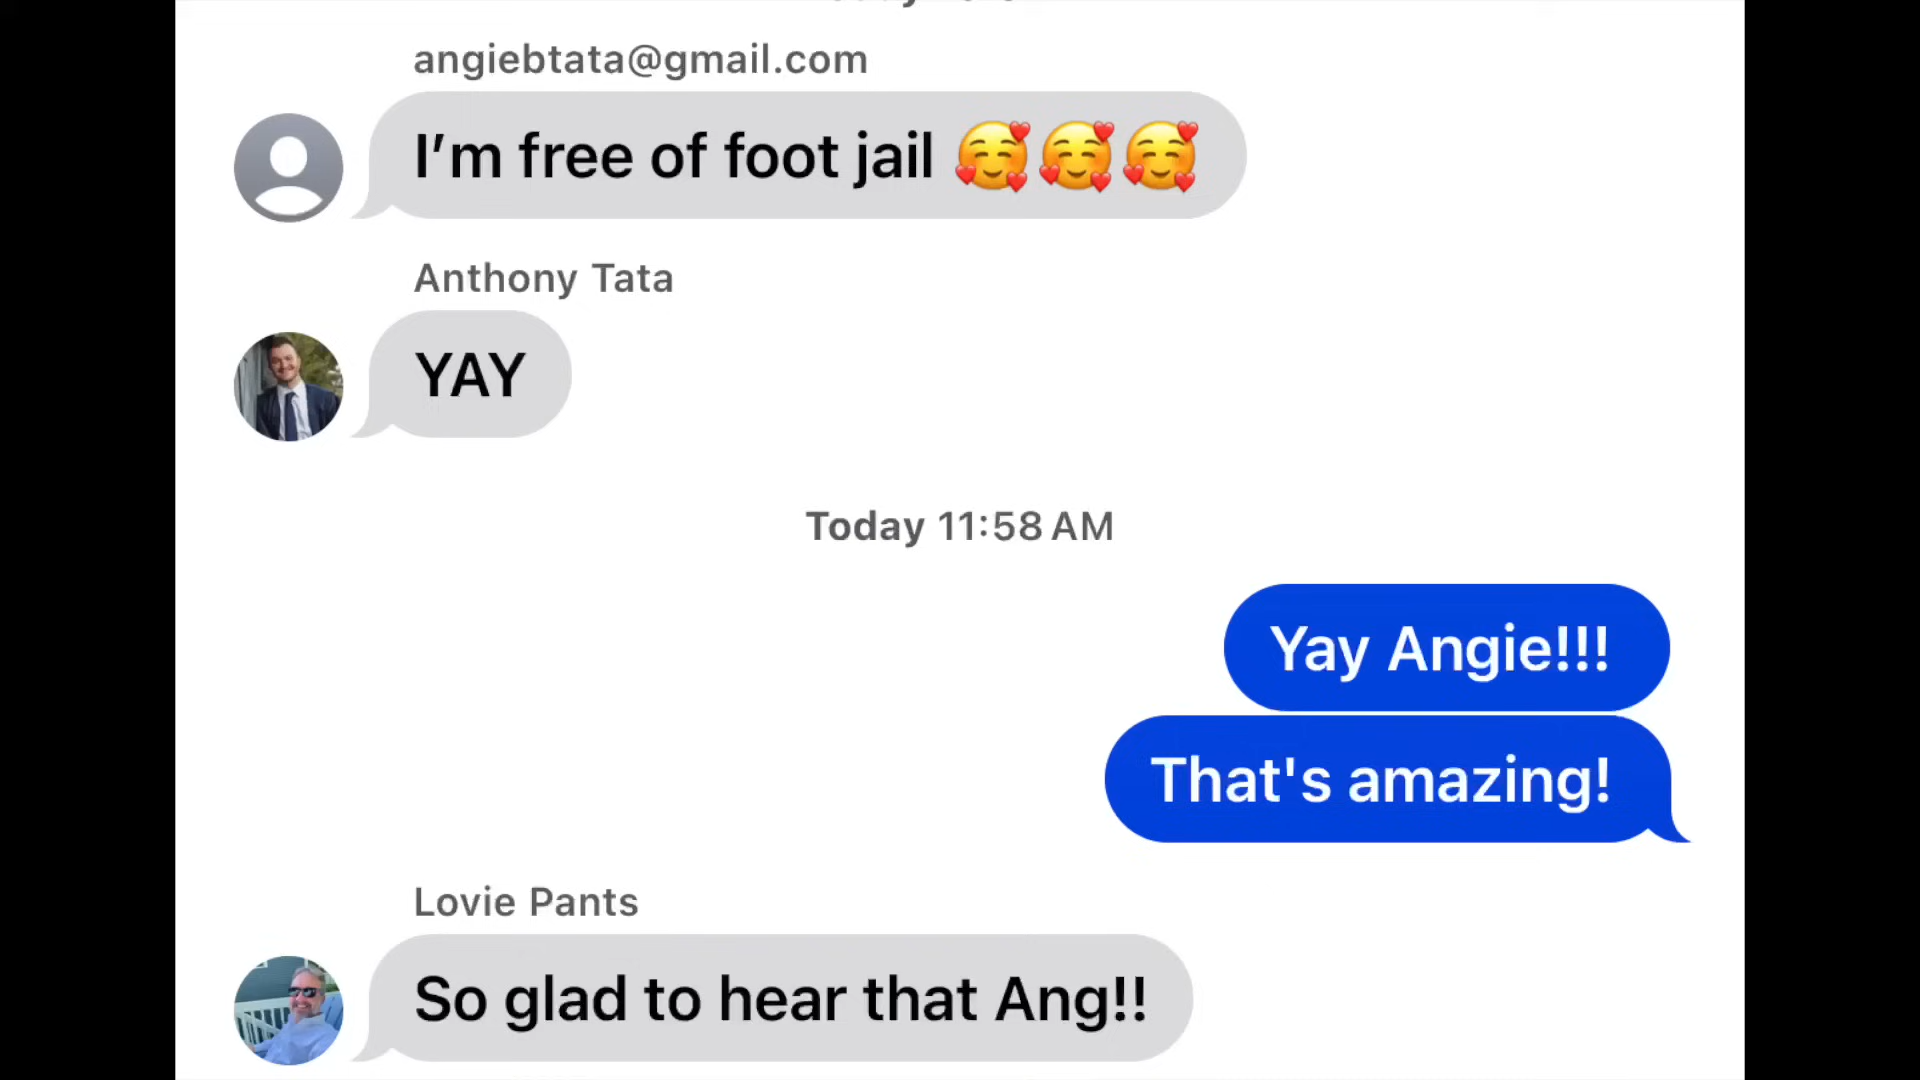 angiebtata@gmail.com
I’m free of foot jail 🥰🥰🥰
Anthony Tata
YAY
Today 11:58 AM
Yay Angie!!!
That's amazing!
Lovie Pants
So glad to hear that Ang!!